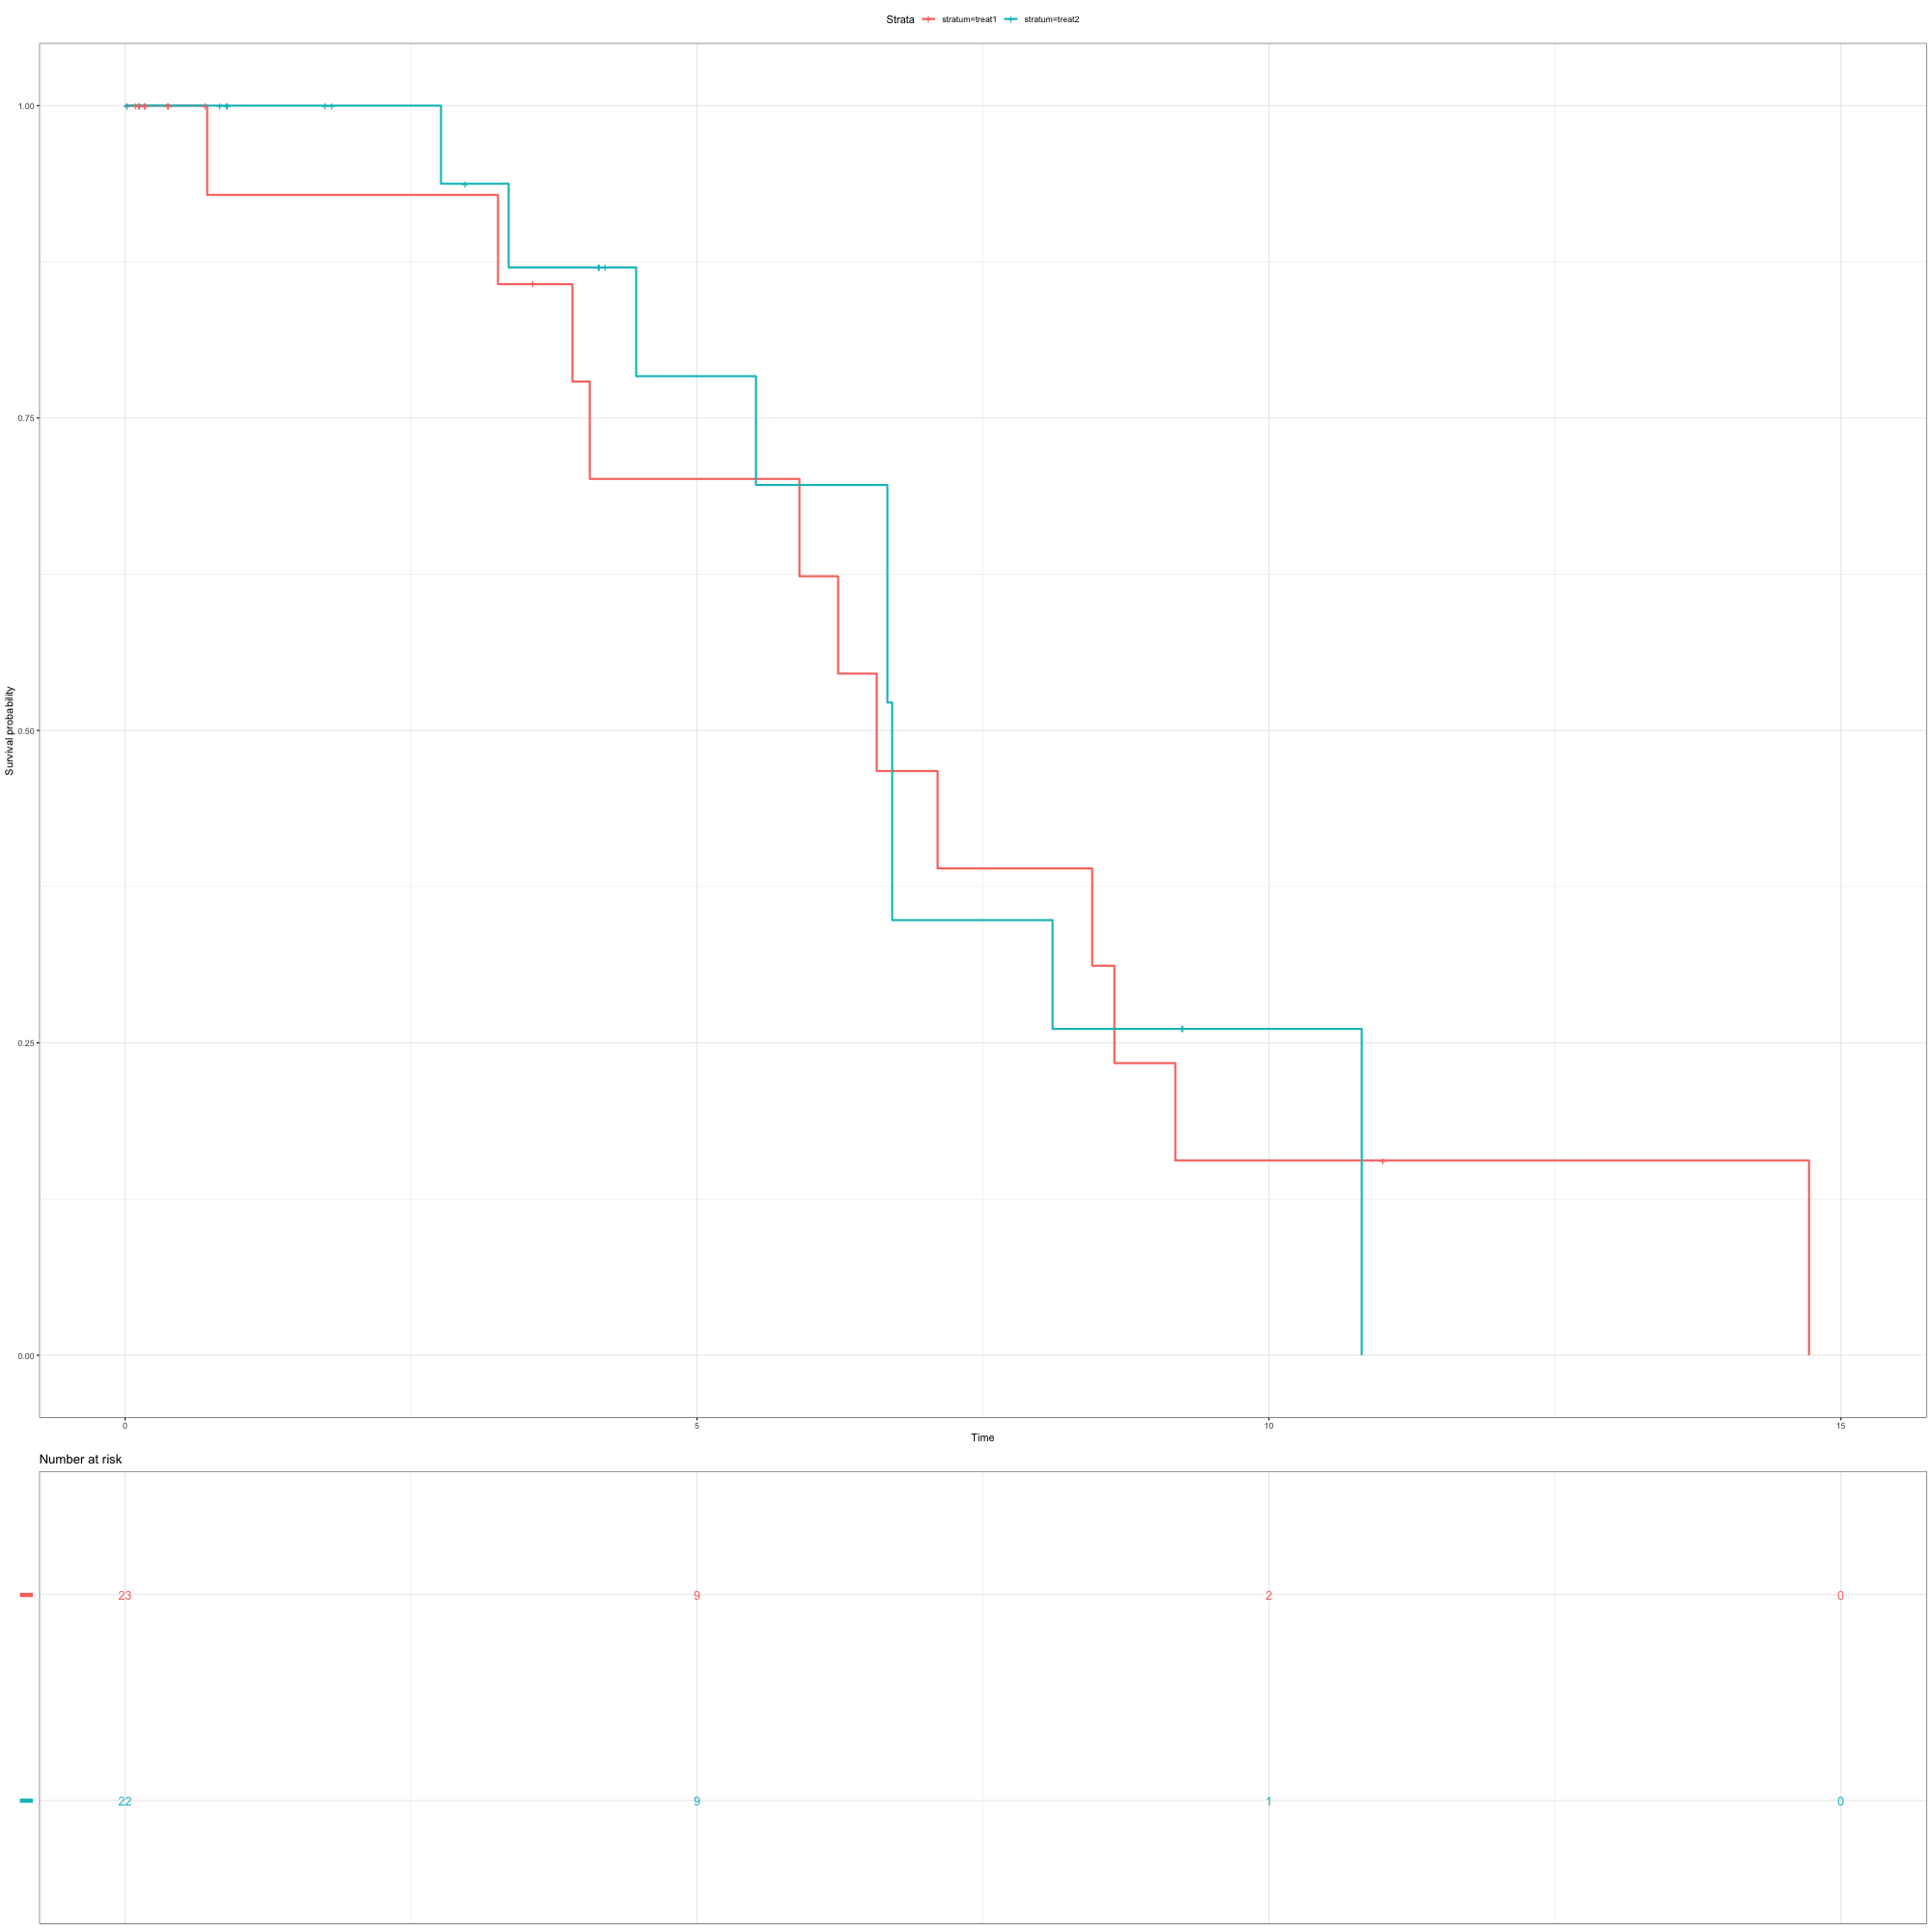 Strata stratum=treat1 stratum=treat2
1.00
0.75
0.50
0.25
0.00
Survival probability
0 5 10 15
Time
Number at risk
23 9 2 0
22 9 1 0